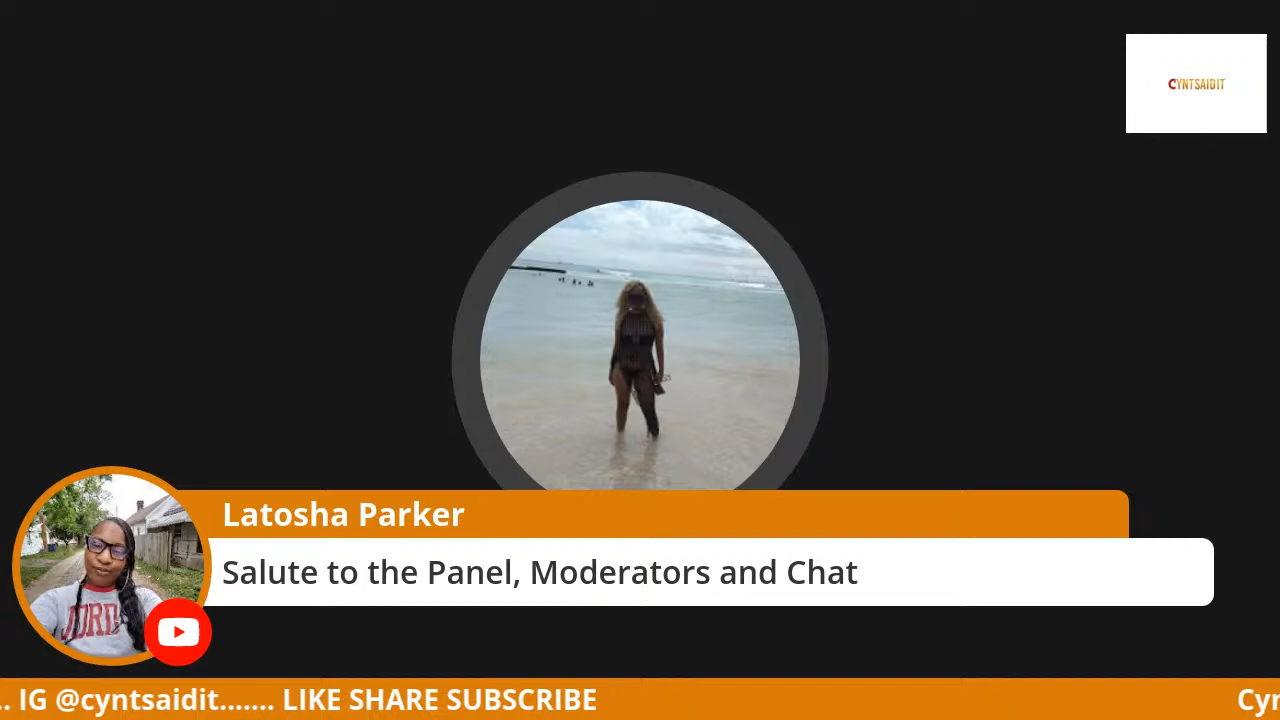 CYNTSAIDIT
Latosha Parker
Salute to the Panel, Moderators and Chat
.. IG @cyntsaidit....... LIKE SHARE SUBSCRIBE